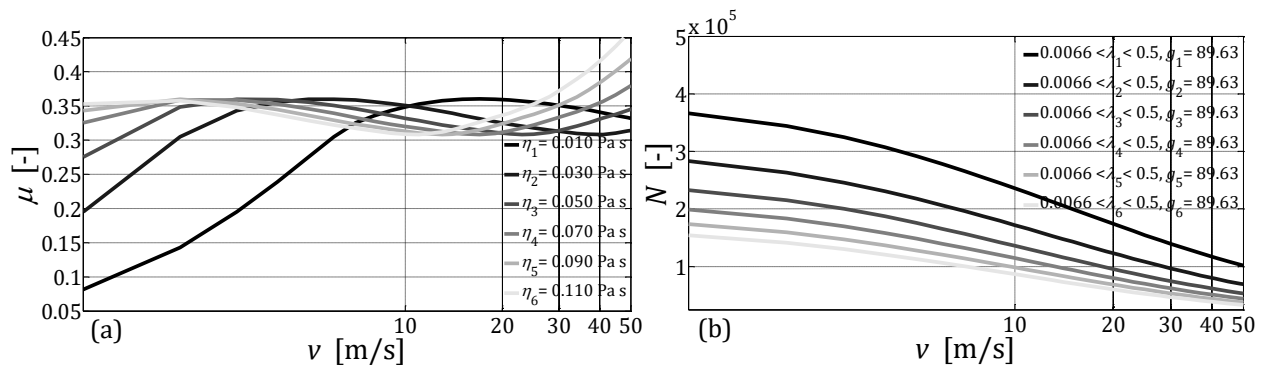 0.45
0.4
0.35
0.3
0.25
0.2
0.15
0.1
0.05
μ [-]
η1= 0.010 Pa s
η2= 0.030 Pa s
η3= 0.050 Pa s
η4= 0.070 Pa s
η5= 0.090 Pa s
η6= 0.110 Pa s
10 20 30 40 50
(a)
v [m/s]
x 10^5
5
4
3
2
1
N [-]
0.0066 <λ1< 0.5, g1= 89.63
0.0066 <λ2< 0.5, g2= 89.63
0.0066 <λ3< 0.5, g3= 89.63
0.0066 <λ4< 0.5, g4= 89.63
0.0066 <λ5< 0.5, g5= 89.63
0.0066 <λ6< 0.5, g6= 89.63
10 20 30 40 50
(b)
v [m/s]